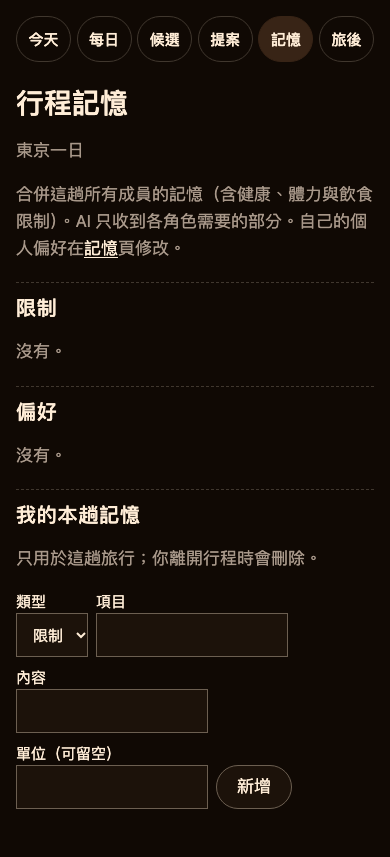 今天 每日 候選 提案 記憶 旅後
行程記憶
東京一日
合併這趟所有成員的記憶（含健康、體力與飲食
限制）。AI 只收到各角色需要的部分。自己的個
人偏好在記憶頁修改。
限制
沒有。
偏好
沒有。
我的本趟記憶
只用於這趟旅行；你離開行程時會刪除。
類型 項目
限制
內容
單位（可留空）
新增